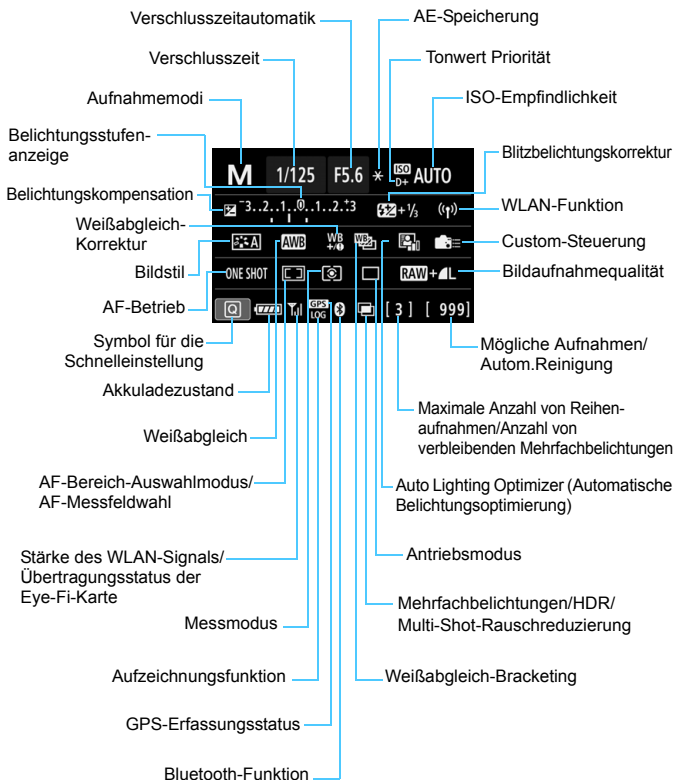 Verschlusszeitautomatik
AE-Speicherung
Verschlusszeit
Tonwert Priorität
Aufnahmemodi
ISO-Empfindlichkeit
Belichtungsstufen-
anzeige
Blitzbelichtungskorrektur
M 1/125 F5.6 * ISO D+ AUTO
Belichtungskompensation
-3..2..1..0..1..2.+3
+1/3
WLAN-Funktion
Weißabgleich-
Korrektur
A AWB WB +/- WB
Custom-Steuerung
Bildstil
ONE SHOT RAW+L
Bildaufnahmequalität
AF-Betrieb
Q GPS LOG [ 3 ] [ 999]
Symbol für die
Schnelleinstellung
Mögliche Aufnahmen/
Autom.Reinigung
Akkuladezustand
Maximale Anzahl von Reihen-
aufnahmen/Anzahl von
verbleibenden Mehrfachbelichtungen
Weißabgleich
AF-Bereich-Auswahlmodus/
AF-Messfeldwahl
Auto Lighting Optimizer (Automatische
Belichtungsoptimierung)
Stärke des WLAN-Signals/
Übertragungsstatus der
Eye-Fi-Karte
Antriebsmodus
Messmodus
Mehrfachbelichtungen/HDR/
Multi-Shot-Rauschreduzierung
Aufzeichnungsfunktion
Weißabgleich-Bracketing
GPS-Erfassungsstatus
Bluetooth-Funktion